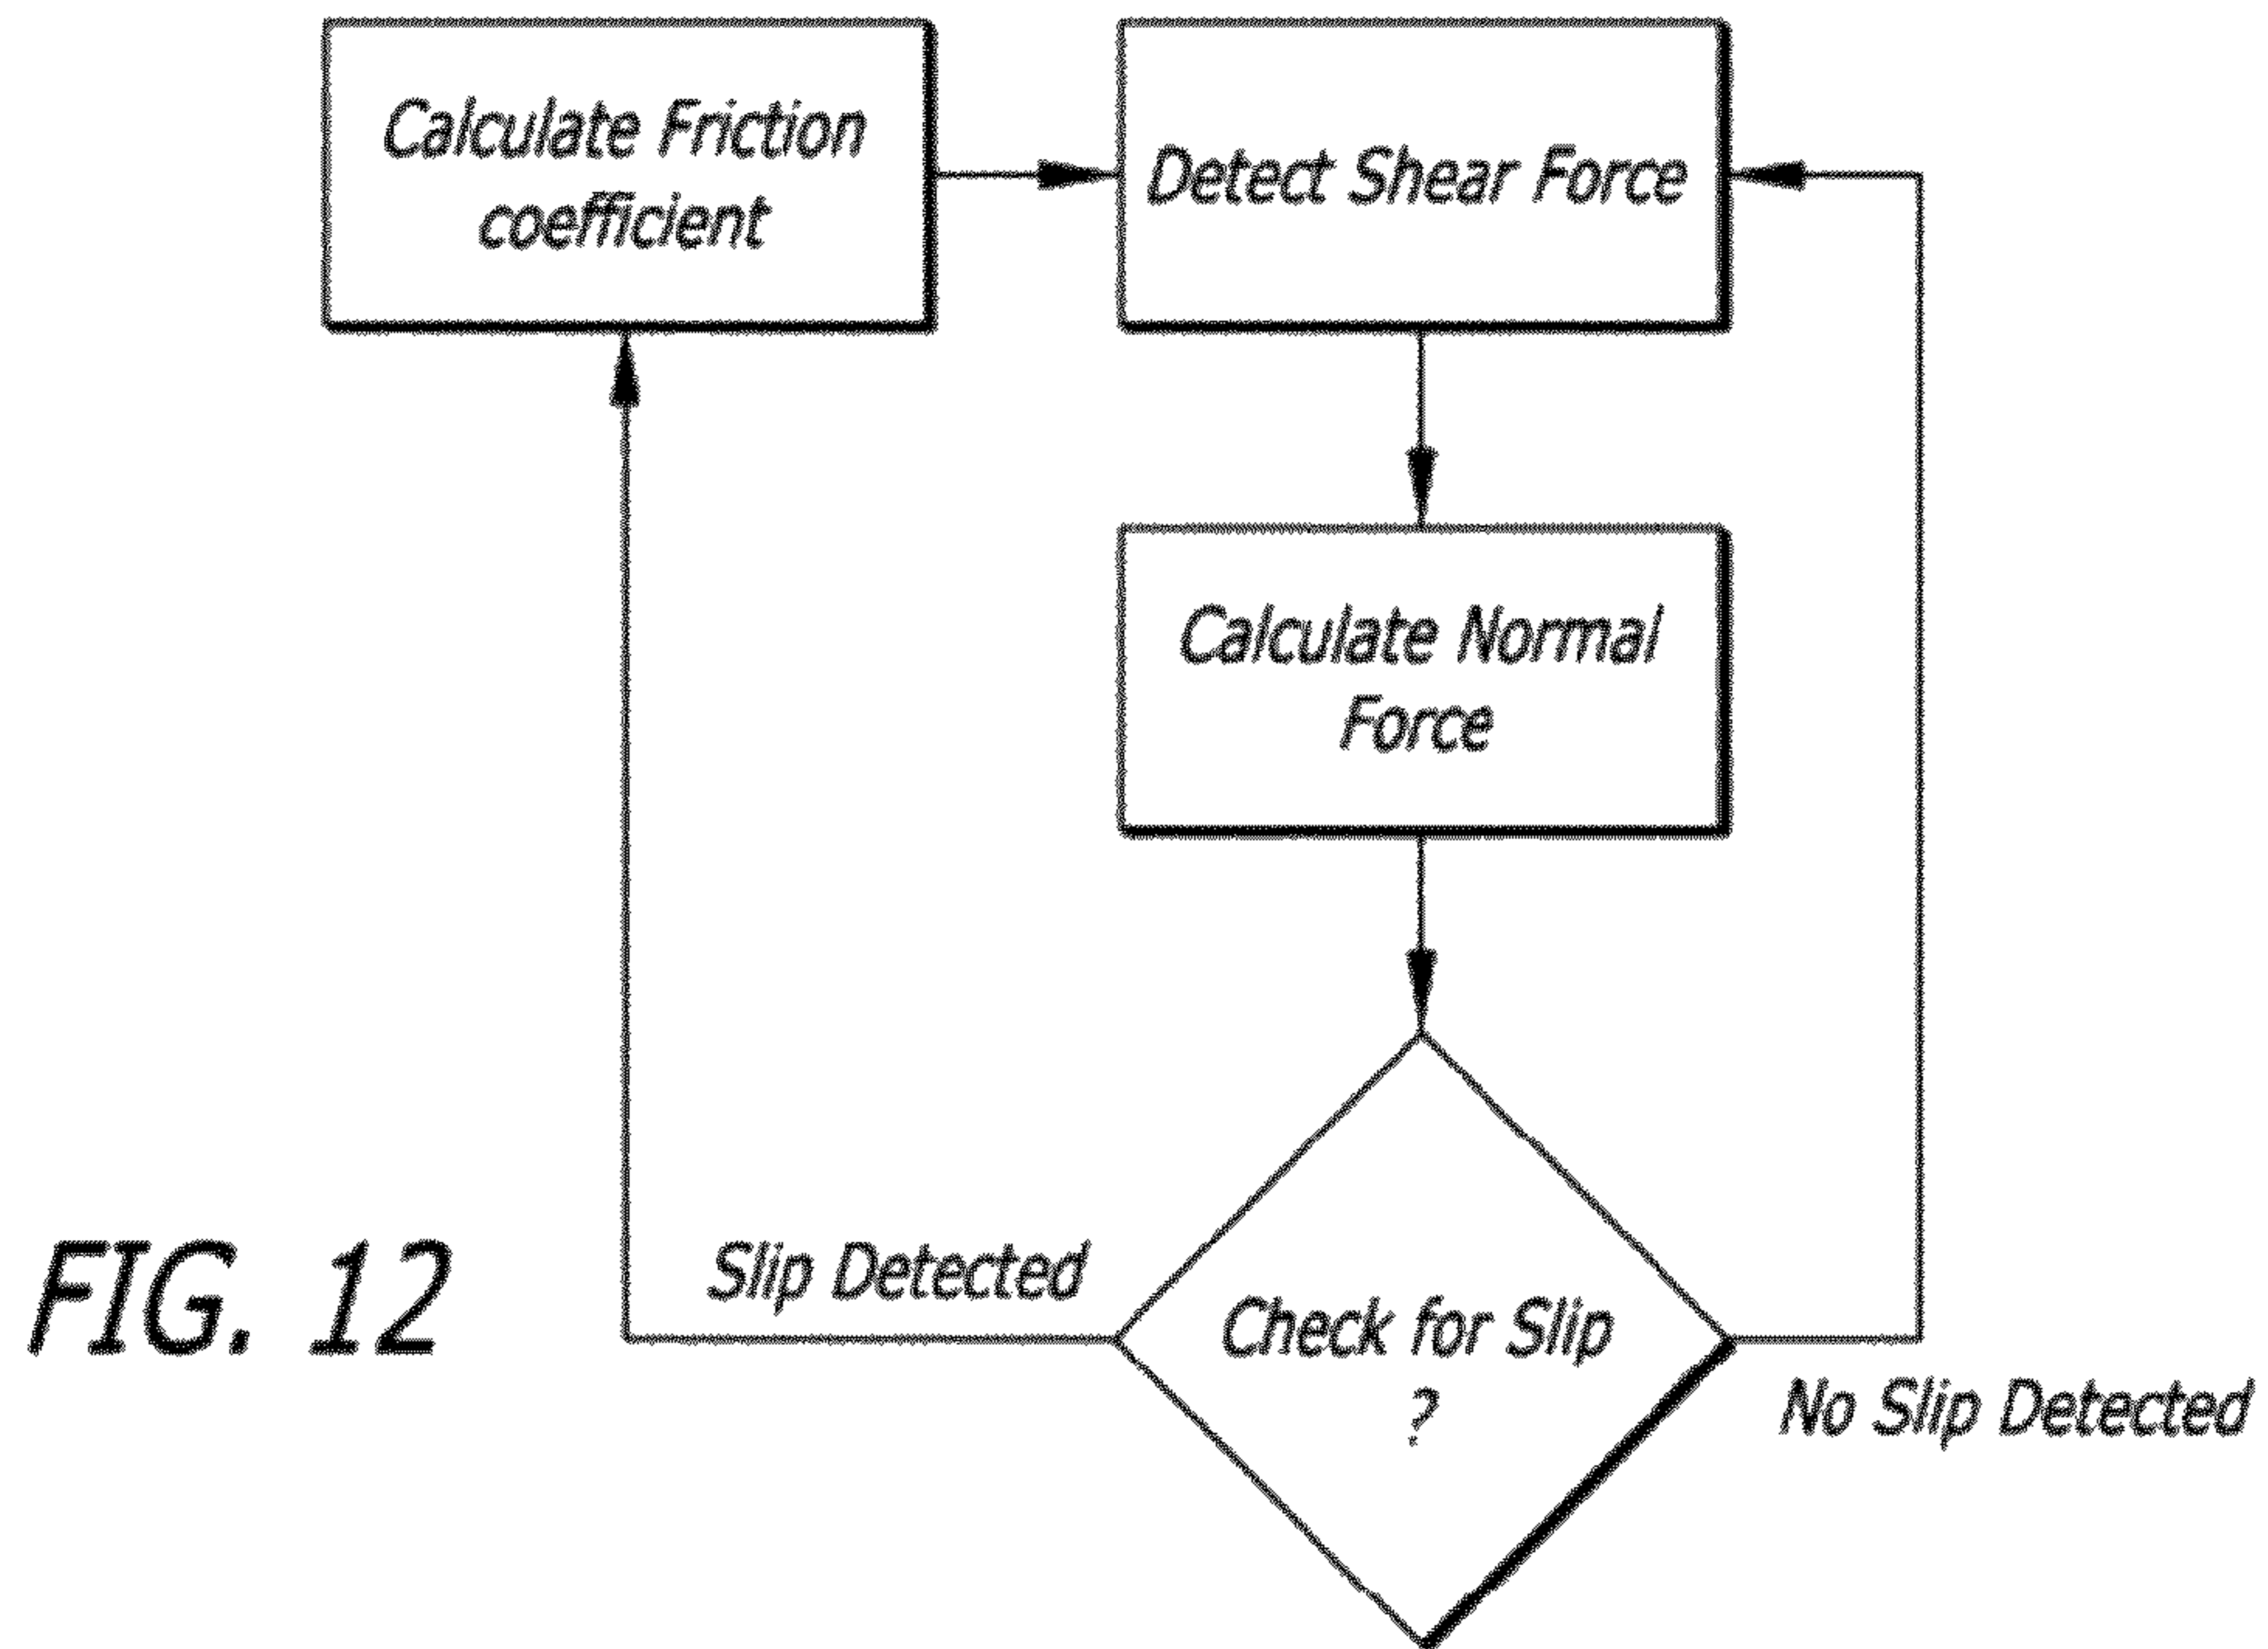 Calculate Friction
coefficient
Detect Shear Force
Calculate Normal
Force
Slip Detected
Check for Slip
?
No Slip Detected
FIG. 12